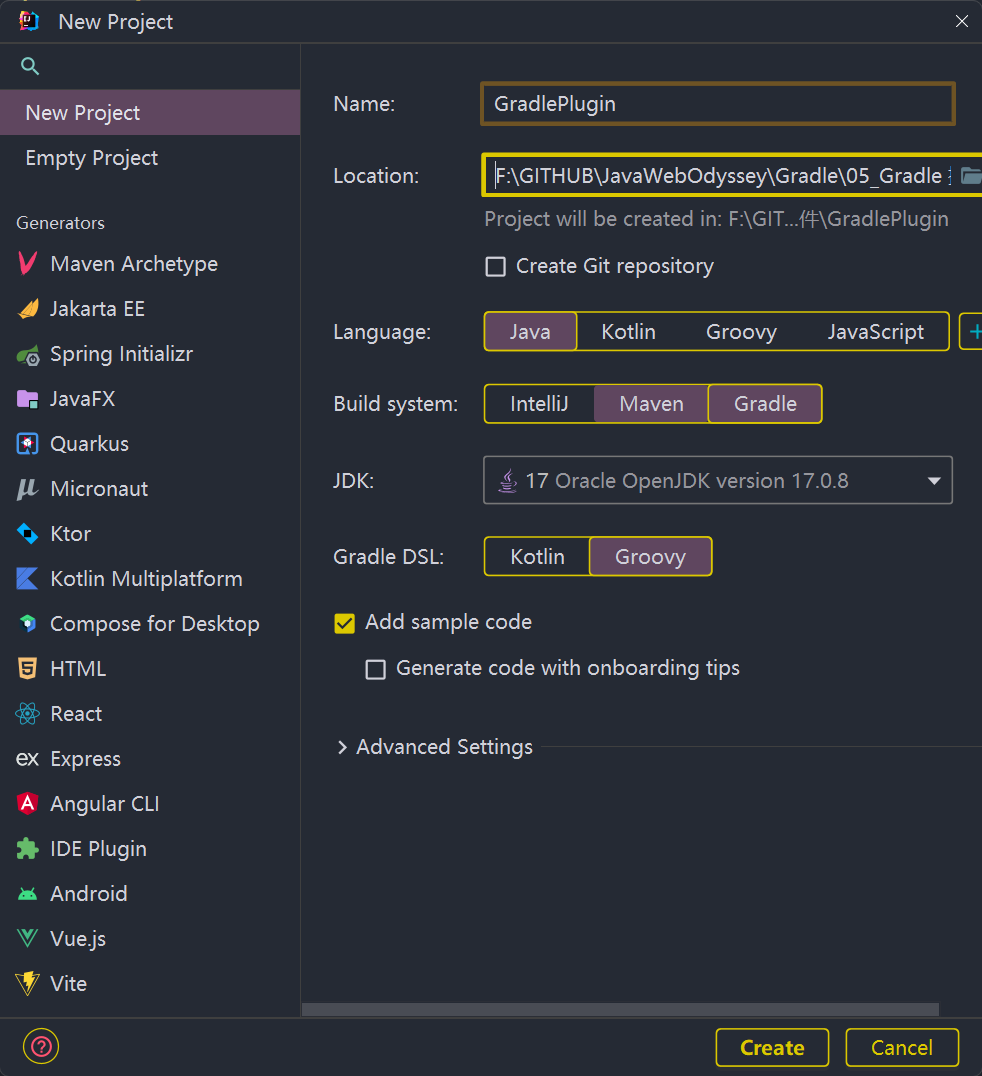 New Project
New Project
Empty Project
Generators
Maven Archetype
Jakarta EE
Spring Initializr
JavaFX
Quarkus
Micronaut
Ktor
Kotlin Multiplatform
Compose for Desktop
HTML
React
Express
Angular CLI
IDE Plugin
Android
Vue.js
Vite
Name: GradlePlugin
Location: F:\GITHUB\JavaWebOdyssey\Gradle\05_Gradle
Project will be created in: F:\GIT...件\GradlePlugin
Create Git repository
Language: Java Kotlin Groovy JavaScript +
Build system: IntelliJ Maven Gradle
JDK: 17 Oracle OpenJDK version 17.0.8
Gradle DSL: Kotlin Groovy
Add sample code
Generate code with onboarding tips
Advanced Settings
? Create Cancel